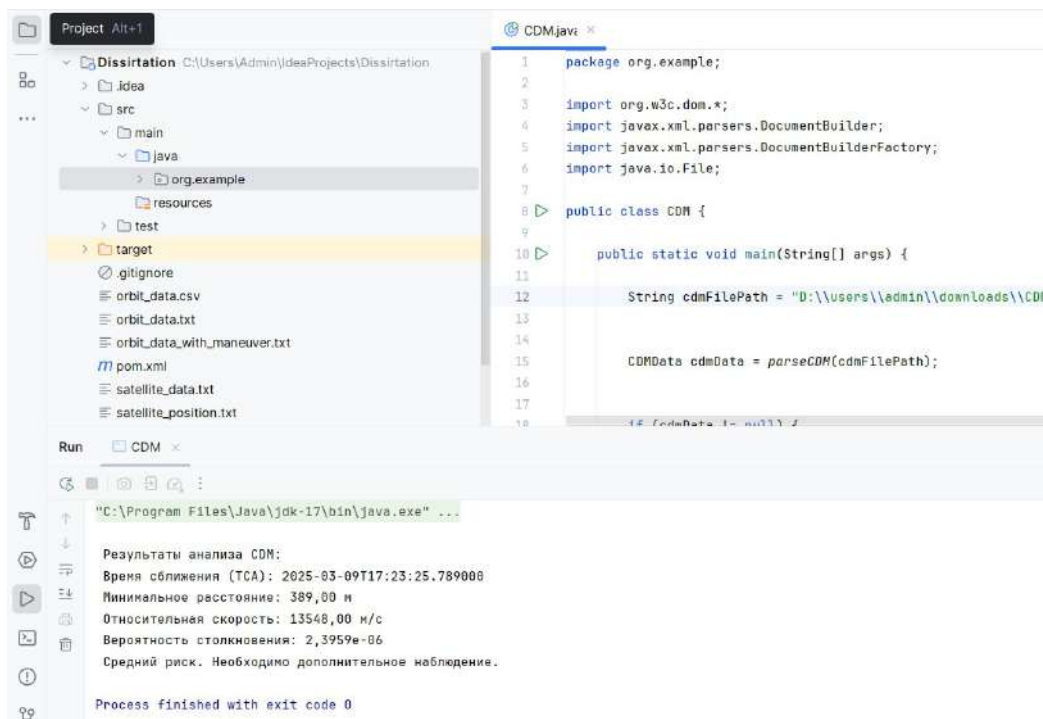 Project Alt+1
Dissirtation C:\Users\Admin\IdeaProjects\Dissirtation
.idea
src
main
java
org.example
resources
test
target
.gitignore
orbit_data.csv
orbit_data.txt
orbit_data_with_maneuver.txt
pom.xml
satellite_data.txt
satellite_position.txt
CDM.java
1 package org.example;
2
3 import org.w3c.dom.*;
4 import javax.xml.parsers.DocumentBuilder;
5 import javax.xml.parsers.DocumentBuilderFactory;
6 import java.io.File;
7
8 public class CDM {
9
10 public static void main(String[] args) {
11
12 String cdmFilePath = "D:\\users\\admin\\downloads\\CDM
13
14
15 CDMData cdmData = parseCDM(cdmFilePath);
16
17
18 if (cdmData != null) {
Run CDM
"C:\Program Files\Java\jdk-17\bin\java.exe" ...
Результаты анализа CDM:
Время сближения (TCA): 2025-03-09T17:23:25.789000
Минимальное расстояние: 389,00 м
Относительная скорость: 13548,00 м/с
Вероятность столкновения: 2,3959e-06
Средний риск. Необходимо дополнительное наблюдение.
Process finished with exit code 0